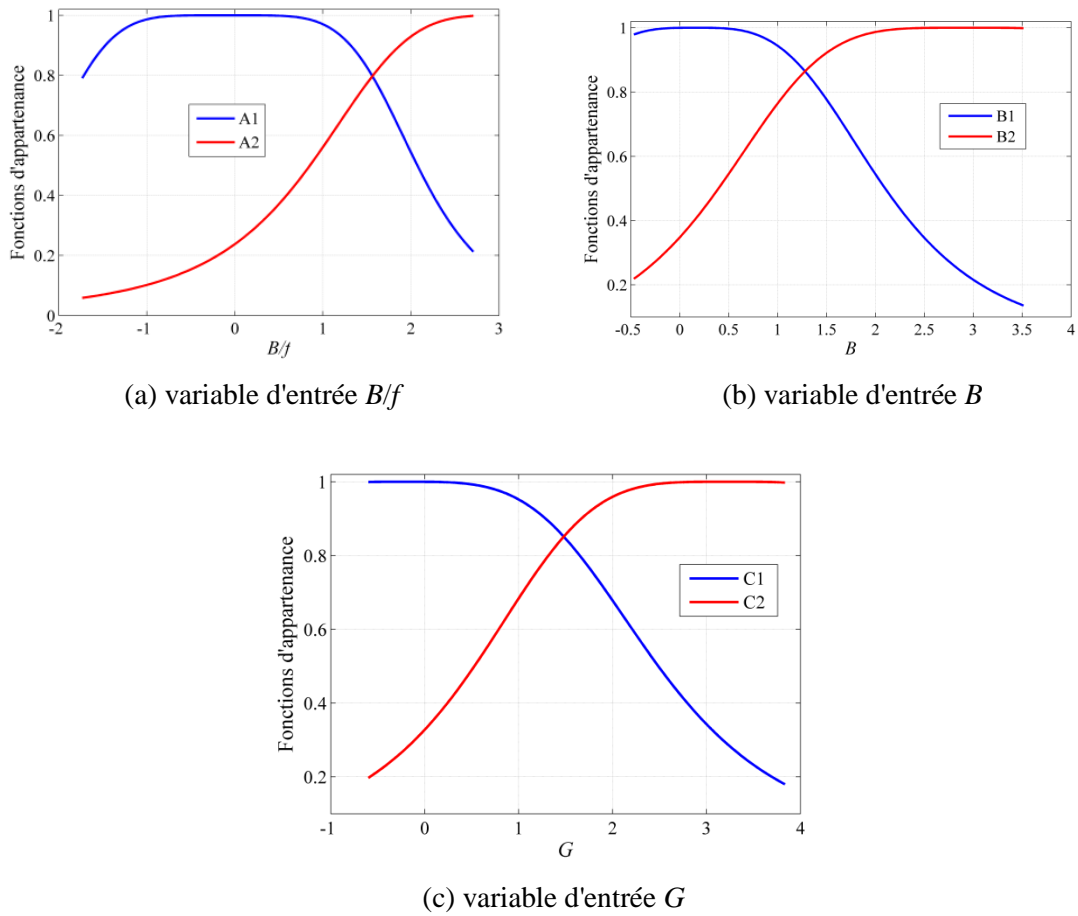 1
0.8
0.6
0.4
0.2
0
Fonctions d'appartenance
A1
A2
-2 -1 0 1 2 3
B/f
(a) variable d'entrée B/f
1
0.8
0.6
0.4
0.2
Fonctions d'appartenance
B1
B2
-0.5 0 0.5 1 1.5 2 2.5 3 3.5 4
B
(b) variable d'entrée B
1
0.8
0.6
0.4
0.2
Fonctions d'appartenance
C1
C2
-1 0 1 2 3 4
G
(c) variable d'entrée G